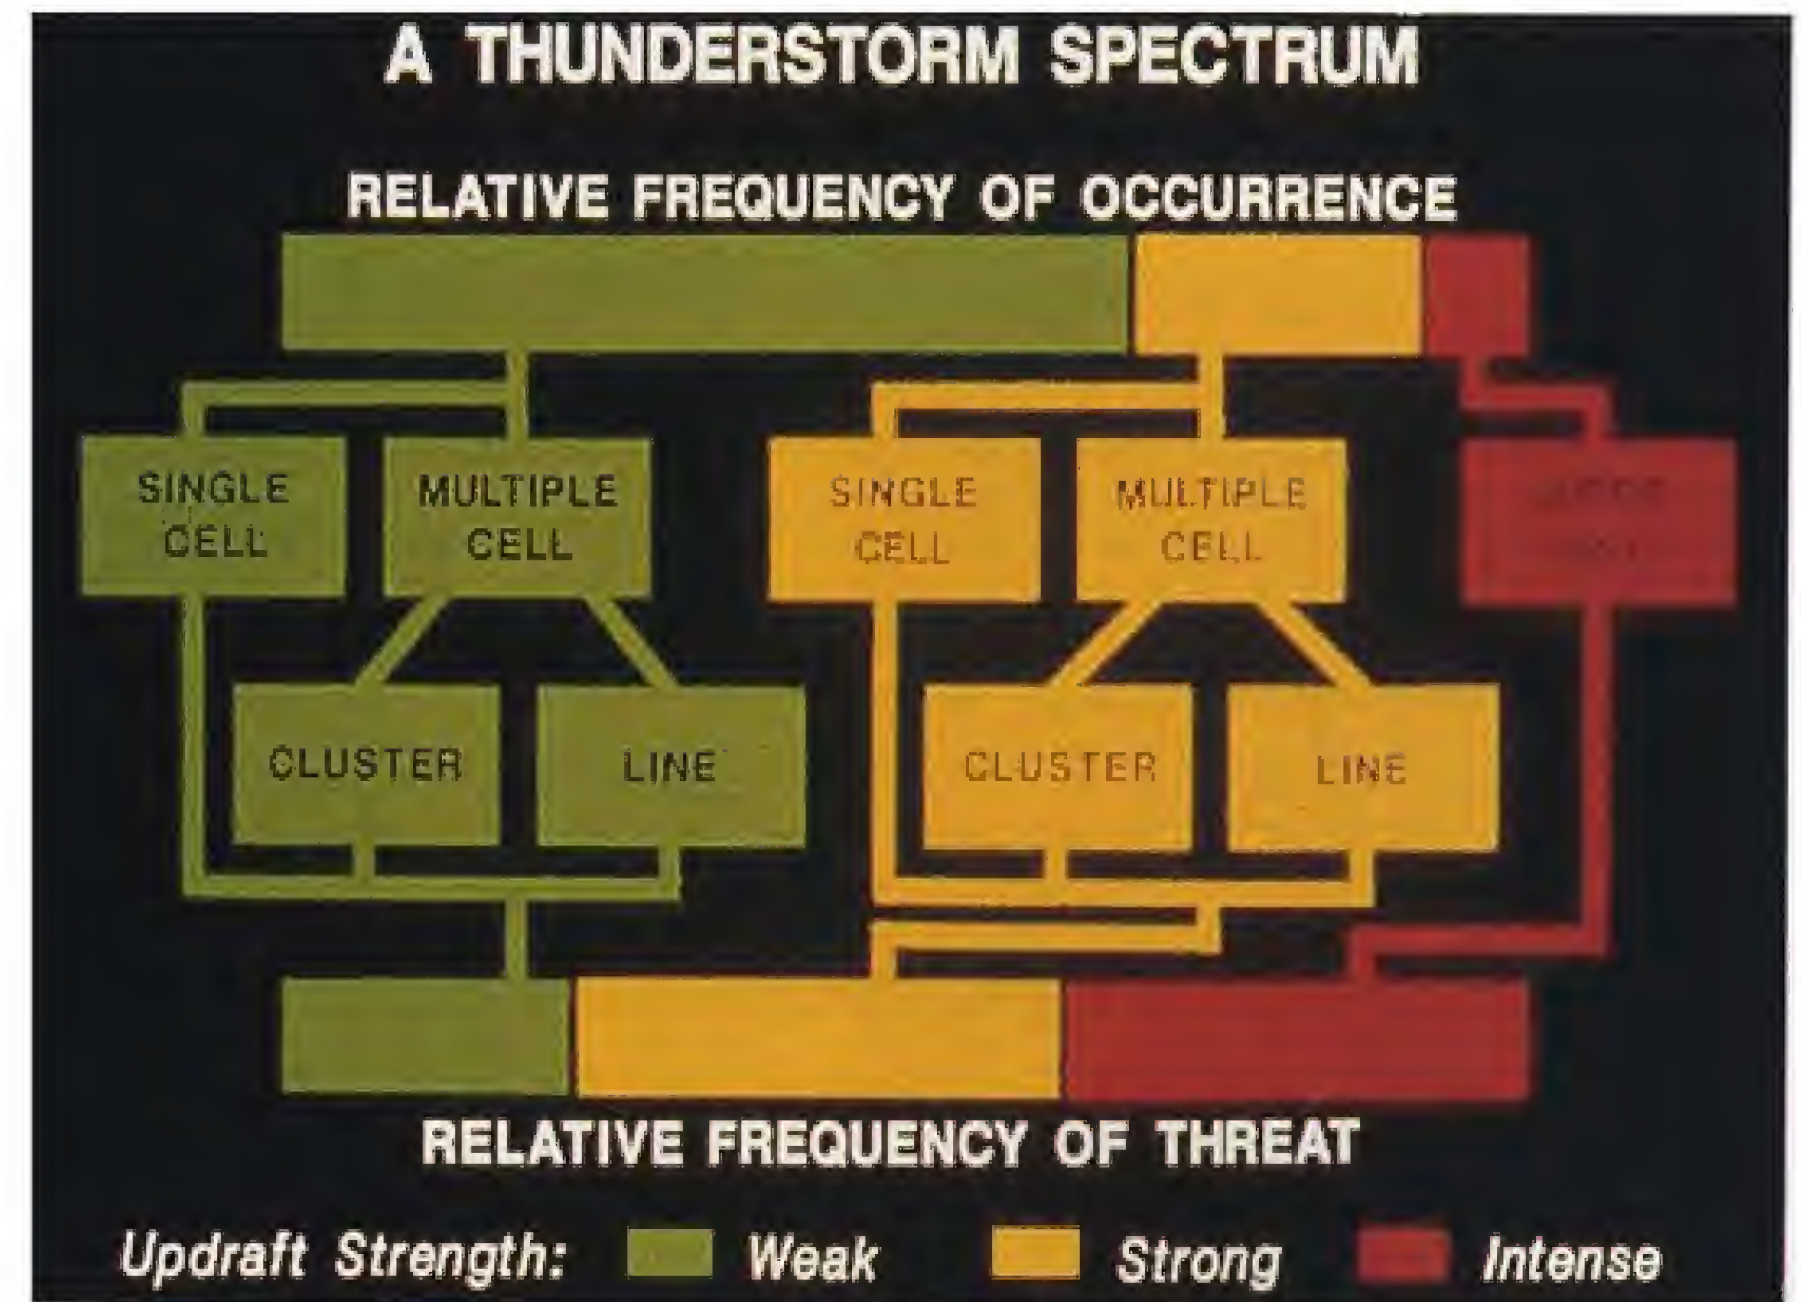 A THUNDERSTORM SPECTRUM
RELATIVE FREQUENCY OF OCCURRENCE
SINGLE
CELL
MULTIPLE
CELL
SINGLE
CELL
MULTIPLE
CELL
CLUSTER
LINE
CLUSTER
LINE
RELATIVE FREQUENCY OF THREAT
Updraft Strength: Weak Strong Intense